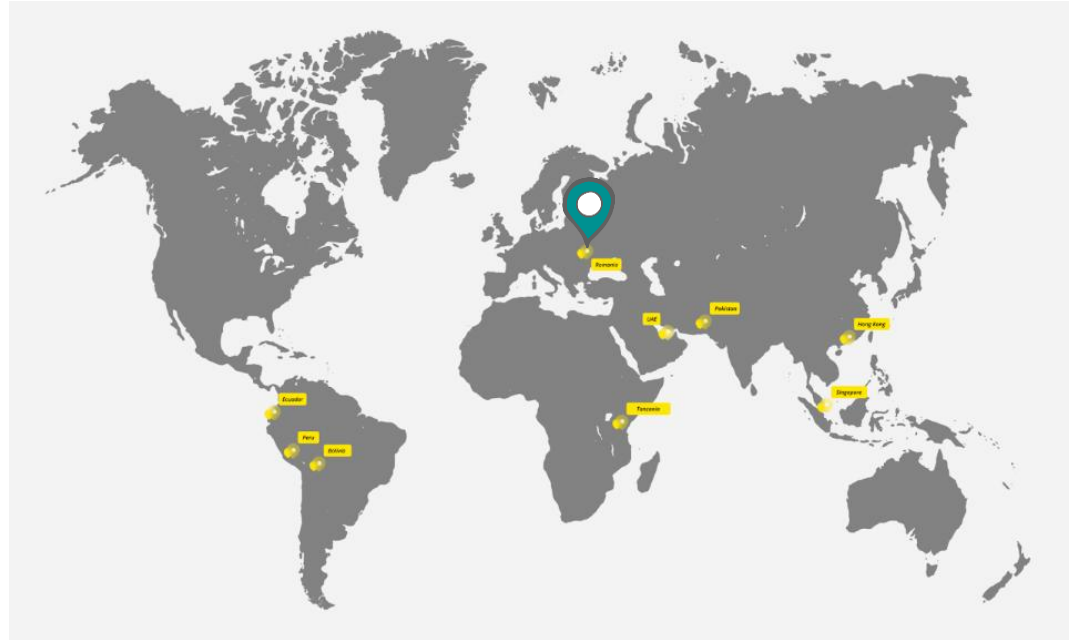 Romania
Pakistan
UAE
Hong Kong
Ecuador
Singapore
Tanzania
Peru
Bolivia